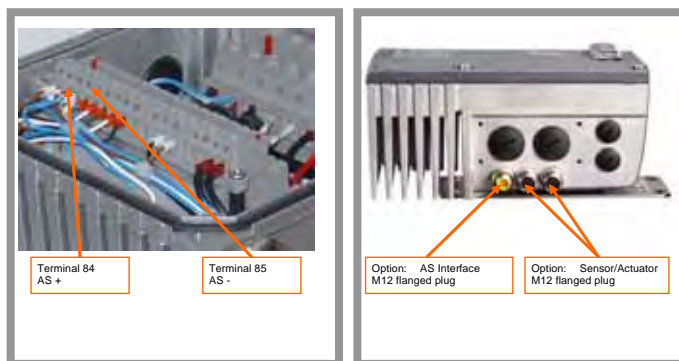 Terminal 84
AS +
Terminal 85
AS -
Option: AS Interface
M12 flanged plug
Option: Sensor/Actuator
M12 flanged plug